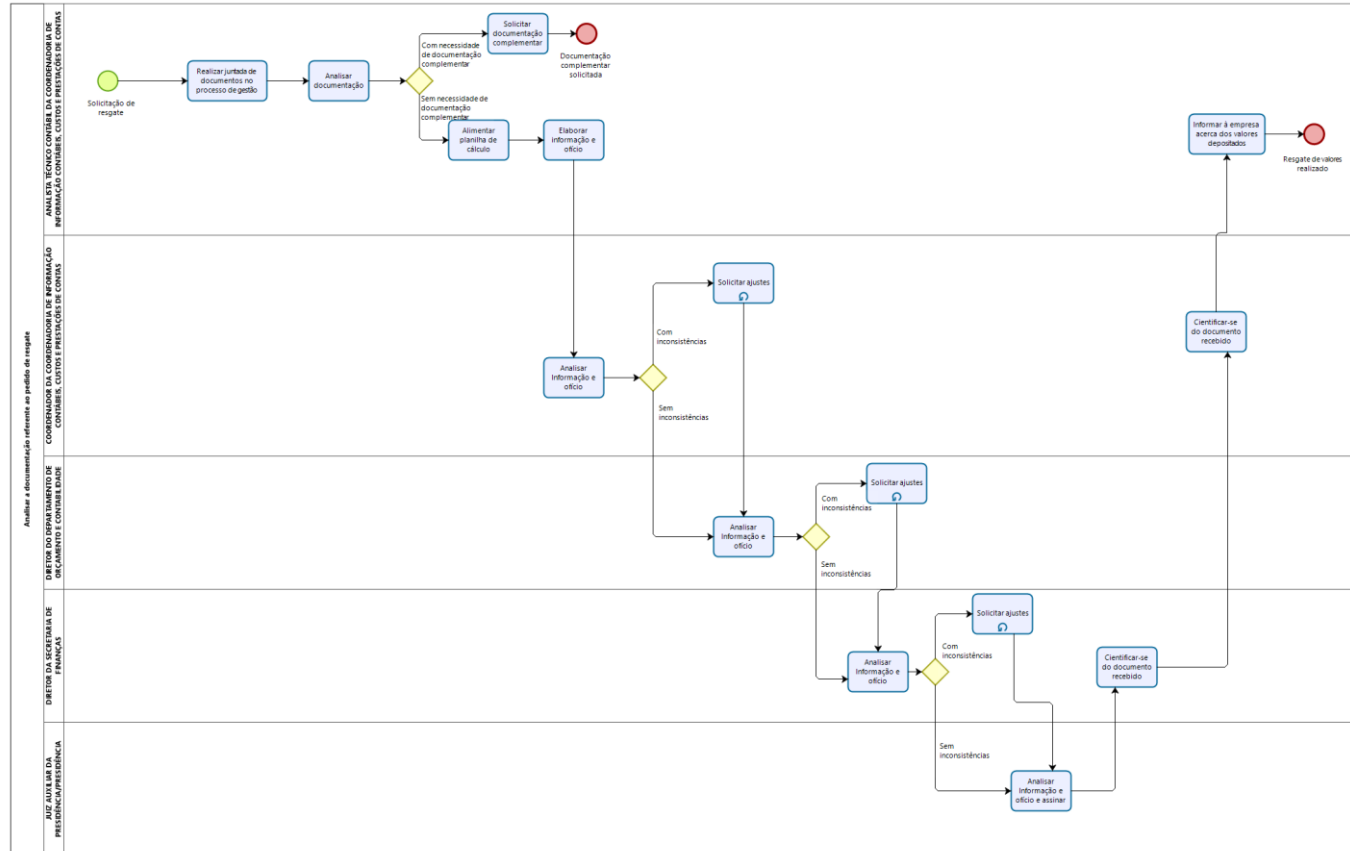 Analisar a documentação referente ao pedido de resgate
ANALISTA TÉCNICO CONTÁBIL DA COORDENADORIA DE
INFORMAÇÃO CONTÁBEIS, CUSTOS E PRESTAÇÕES DE CONTAS
Solicitação de
resgate
Realizar juntada de
documentos no
processo de gestão
Analisar
documentação
Com necessidade
de documentação
complementar
Solicitar
documentação
complementar
Documentação
complementar
solicitada
Sem necessidade de
documentação
complementar
Alimentar
planilha de
cálculo
Elaborar
informação e
ofício
Informar à empresa
acerca dos valores
depositados
Resgate de valores
realizado
COORDENADOR DA COORDENADORIA DE INFORMAÇÃO
CONTÁBEIS, CUSTOS E PRESTAÇÕES DE CONTAS
Analisar
Informação e
ofício
Com
inconsistências
Solicitar ajustes
Sem
inconsistências
Cientificar-se
do documento
recebido
DIRETOR DO DEPARTAMENTO DE
ORÇAMENTO E CONTABILIDADE
Analisar
Informação e
ofício
Com
inconsistências
Solicitar ajustes
Sem
inconsistências
DIRETOR DA SECRETARIA DE
FINANÇAS
Analisar
Informação e
ofício
Com
inconsistências
Solicitar ajustes
Cientificar-se
do documento
recebido
JUIZ AUXILIAR DA
PRESIDÊNCIA/PRESIDÊNCIA
Sem
inconsistências
Analisar
Informação e
ofício e assinar